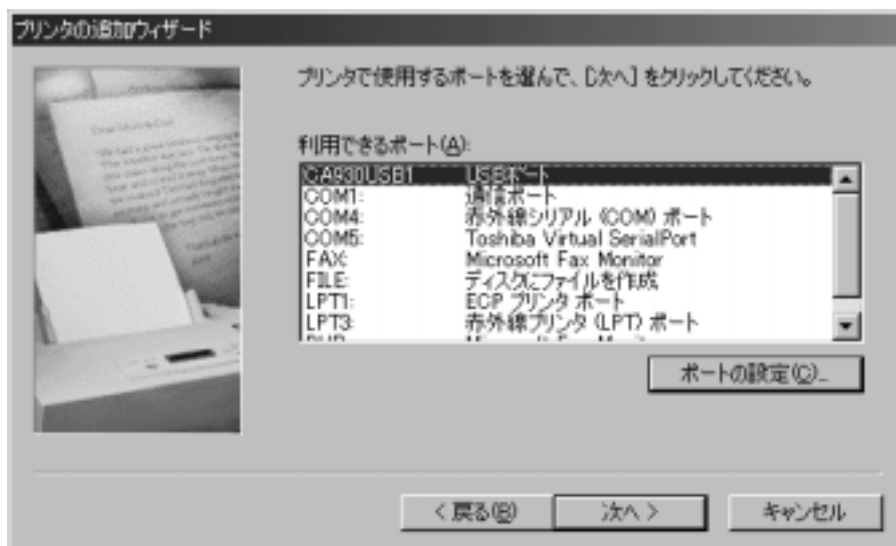 プリンタの追加ウィザード
プリンタで使用するポートを選んで、[次へ] をクリックしてください。
利用できるポート(A):
CA930USB1 USBポート
COM1: 通信ポート
COM4: 赤外線シリアル (COM) ポート
COM5: Toshiba Virtual SerialPort
FAX: Microsoft Fax Monitor
FILE: ディスクにファイルを作成
LPT1: ECP プリンタ ポート
LPT3: 赤外線プリンタ (LPT) ポート
ポートの設定(C)...
< 戻る(B) 次へ > キャンセル